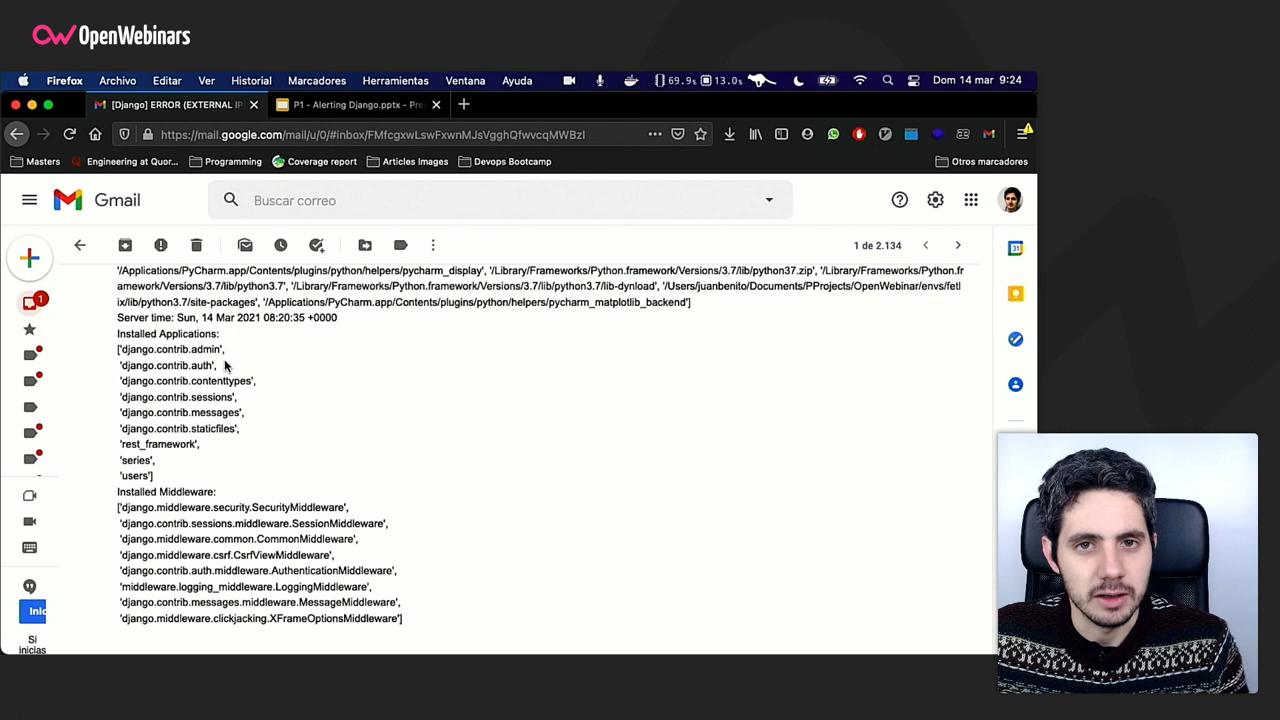 OpenWebinars
Firefox Archivo Editar Ver Historial Marcadores Herramientas Ventana Ayuda 69.9% 13.0% Dom 14 mar 9:24
[Django] ERROR (EXTERNAL IP P1 - Alerting Django.pptx - Pre
https://mail.google.com/mail/u/0/#inbox/FMfcgxwLswFxwnMJsVgghQfwvcqMWBzl
Masters Engineering at Quor... Programming Coverage report Articles Images Devops Bootcamp Otros marcadores
Gmail Buscar correo
1 de 2.134
'/Applications/PyCharm.app/Contents/plugins/python/helpers/pycharm_display', '/Library/Frameworks/Python.framework/Versions/3.7/lib/python37.zip', '/Library/Frameworks/Python.fr
amework/Versions/3.7/lib/python3.7', '/Library/Frameworks/Python.framework/Versions/3.7/lib/python3.7/lib-dynload', '/Users/juanbenito/Documents/PProjects/OpenWebinar/envs/fetl
ix/lib/python3.7/site-packages', '/Applications/PyCharm.app/Contents/plugins/python/helpers/pycharm_matplotlib_backend']
Server time: Sun, 14 Mar 2021 08:20:35 +0000
Installed Applications:
['django.contrib.admin',
'django.contrib.auth',
'django.contrib.contenttypes',
'django.contrib.sessions',
'django.contrib.messages',
'django.contrib.staticfiles',
'rest_framework',
'series',
'users']
Installed Middleware:
['django.middleware.security.SecurityMiddleware',
'django.contrib.sessions.middleware.SessionMiddleware',
'django.middleware.common.CommonMiddleware',
'django.middleware.csrf.CsrfViewMiddleware',
'django.contrib.auth.middleware.AuthenticationMiddleware',
'middleware.logging_middleware.LoggingMiddleware',
'django.contrib.messages.middleware.MessageMiddleware',
'django.middleware.clickjacking.XFrameOptionsMiddleware']
1
31
Inic
Si
inicias